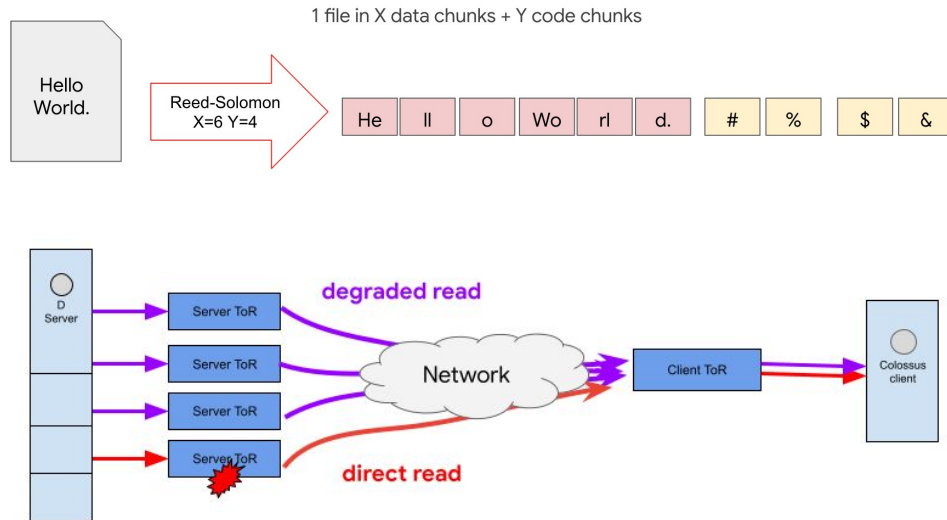 1 file in X data chunks + Y code chunks
Hello
World.
Reed-Solomon
X=6 Y=4
He ll o Wo rl d. # % $ &
degraded read
D
Server
Server ToR
Server ToR
Server ToR
Server ToR
Network
Client ToR
Colossus
client
direct read